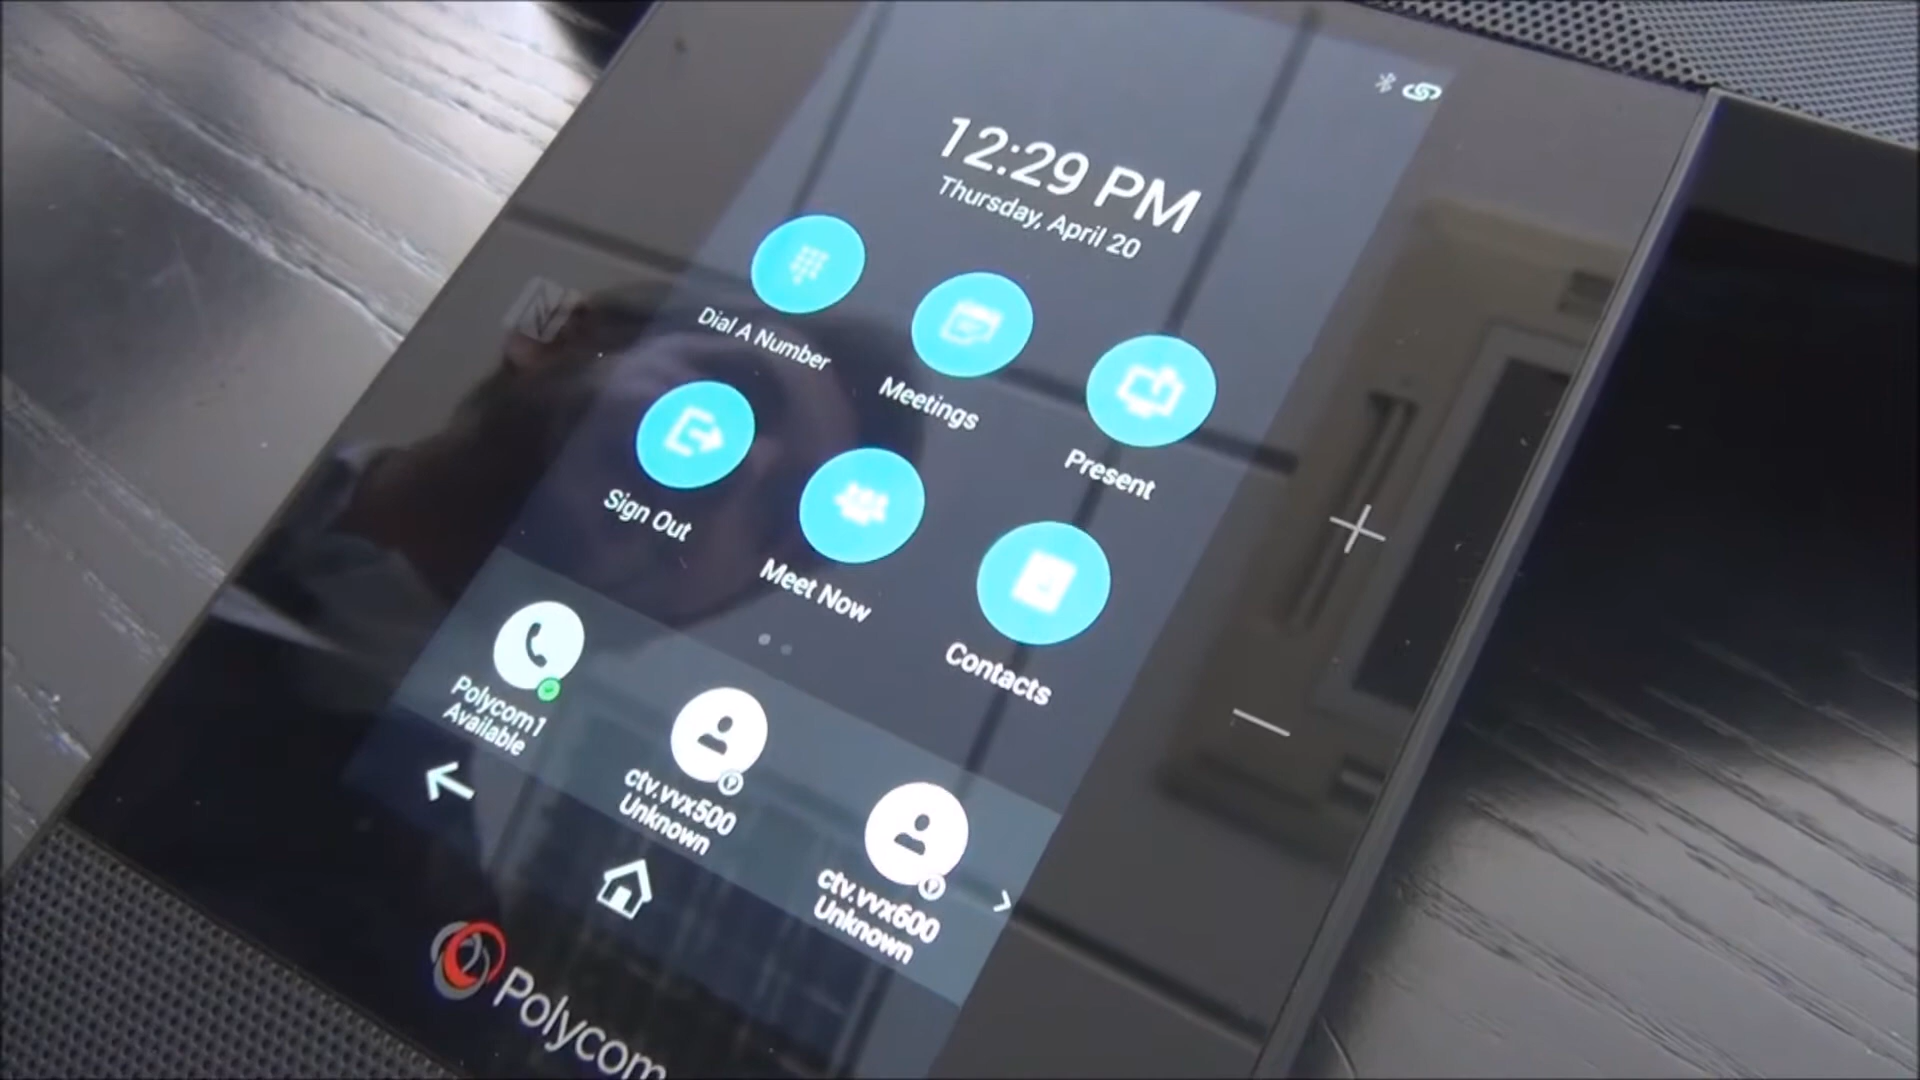 12:29 PM
Thursday, April 20
Dial A Number
Meetings
Present
Sign Out
Meet Now
Contacts
Polycom1
Available
ctv.vvx500
Unknown
ctv.vvx600
Unknown
Polycom